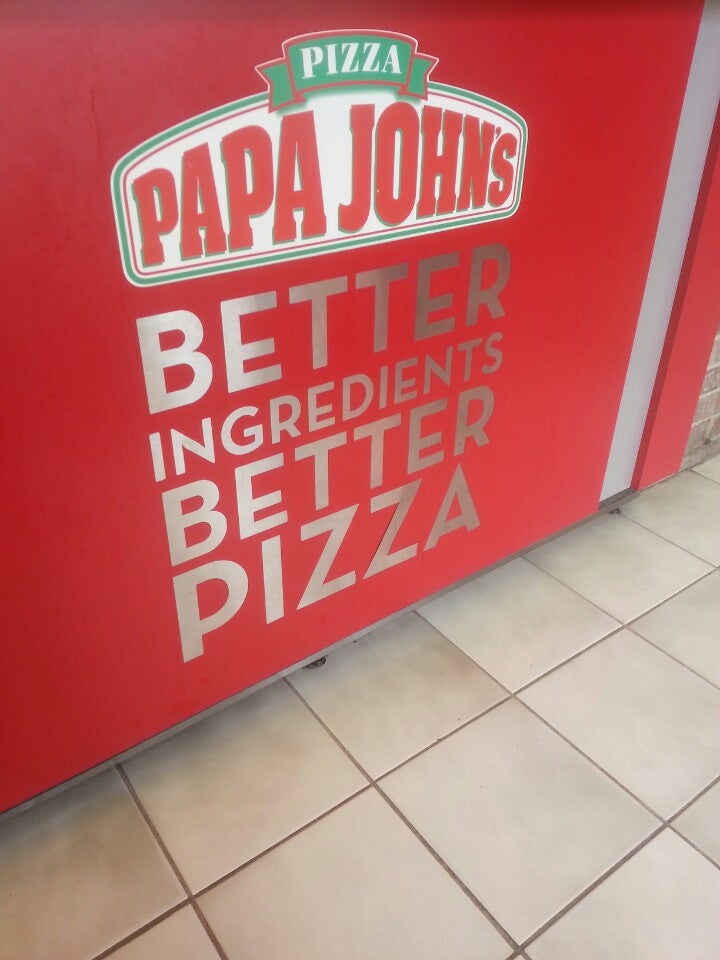 PIZZA
PAPA JOHN'S
BETTER
INGREDIENTS
BETTER
PIZZA